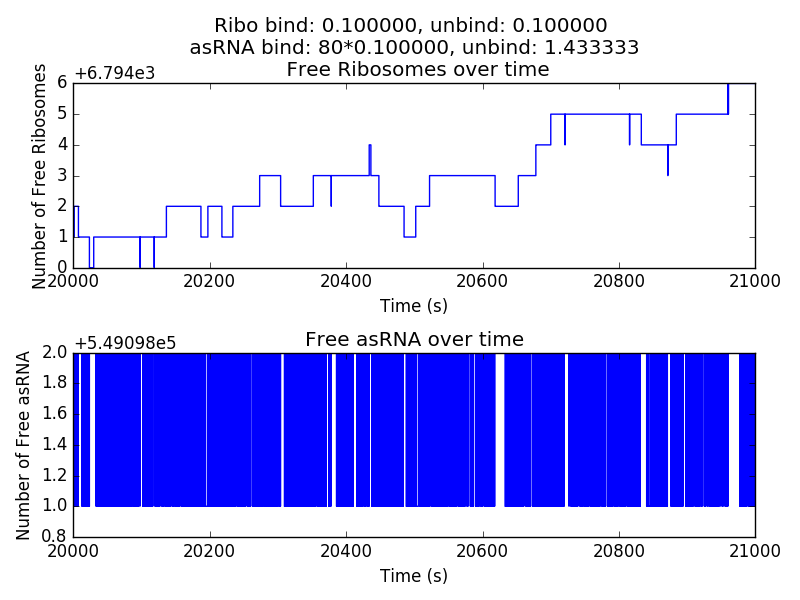 Ribo bind: 0.100000, unbind: 0.100000
asRNA bind: 80*0.100000, unbind: 1.433333
Free Ribosomes over time
+6.794e3
Number of Free Ribosomes
6
5
4
3
2
1
0
20000 20200 20400 20600 20800 21000
Time (s)
Free asRNA over time
+5.49098e5
Number of Free asRNA
2.0
1.8
1.6
1.4
1.2
1.0
0.8
20000 20200 20400 20600 20800 21000
Time (s)